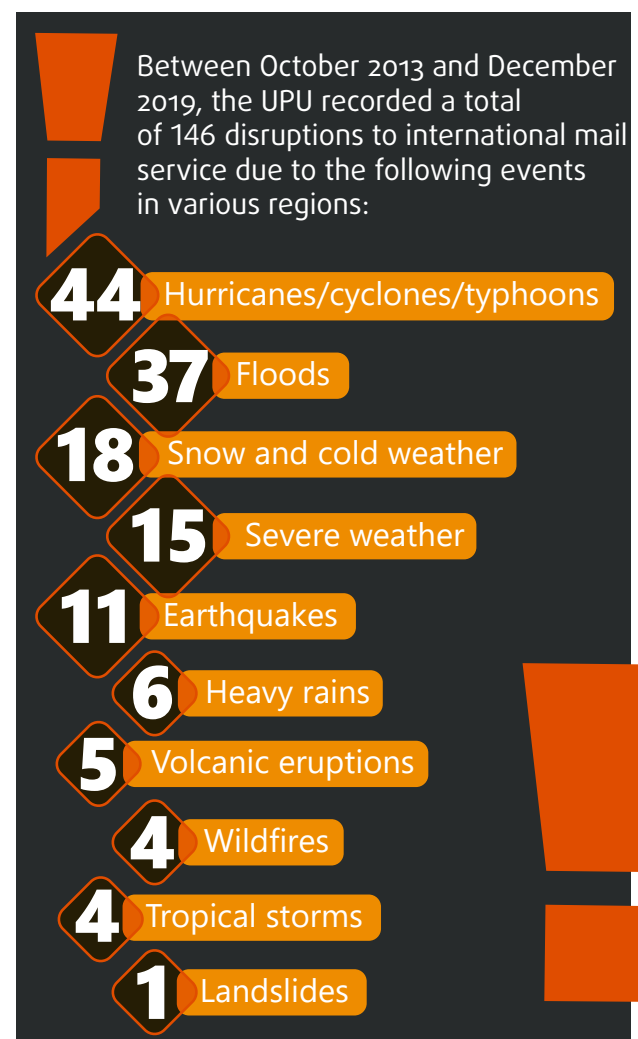 Between October 2013 and December
2019, the UPU recorded a total
of 146 disruptions to international mail
service due to the following events
in various regions:
44 Hurricanes/cyclones/typhoons
37 Floods
18 Snow and cold weather
15 Severe weather
11 Earthquakes
6 Heavy rains
5 Volcanic eruptions
4 Wildfires
4 Tropical storms
1 Landslides